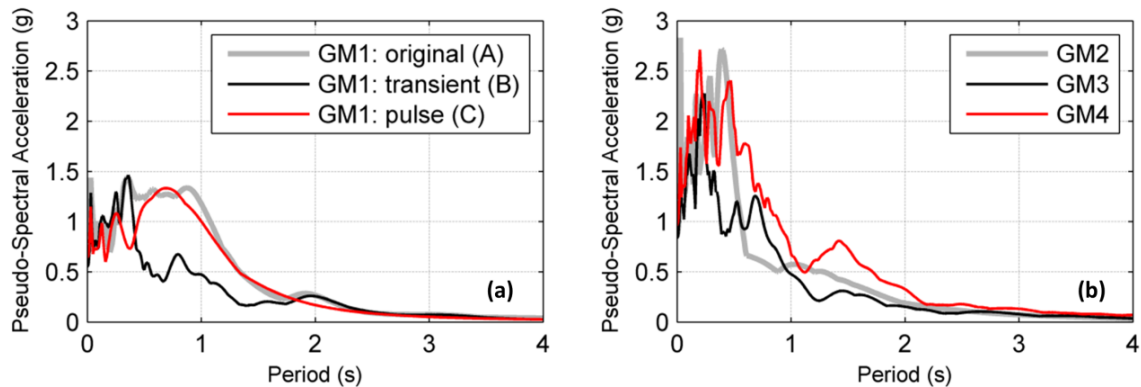 Pseudo-Spectral Acceleration (g)
3
2.5
2
1.5
1
0.5
0
GM1: original (A)
GM1: transient (B)
GM1: pulse (C)
(a)
0 1 2 3 4
Period (s)
Pseudo-Spectral Acceleration (g)
3
2.5
2
1.5
1
0.5
0
GM2
GM3
GM4
(b)
0 1 2 3 4
Period (s)